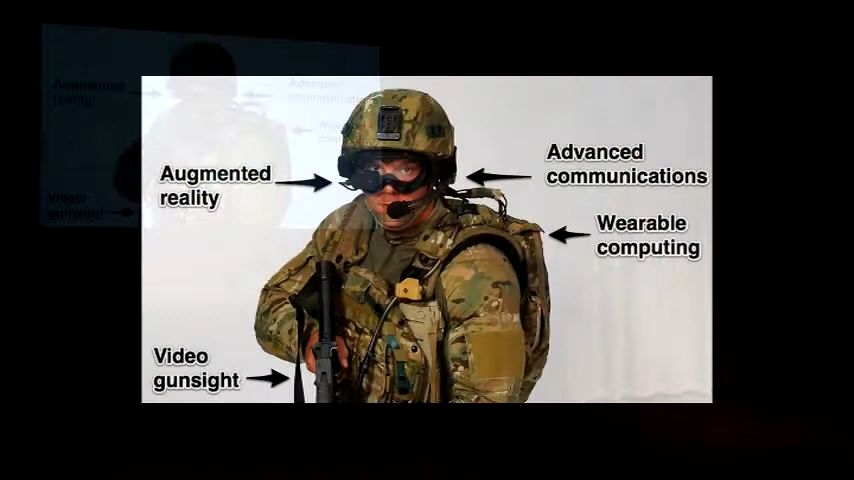 Augmented
reality
Advanced
communications
Wearable
computing
Video
gunsight